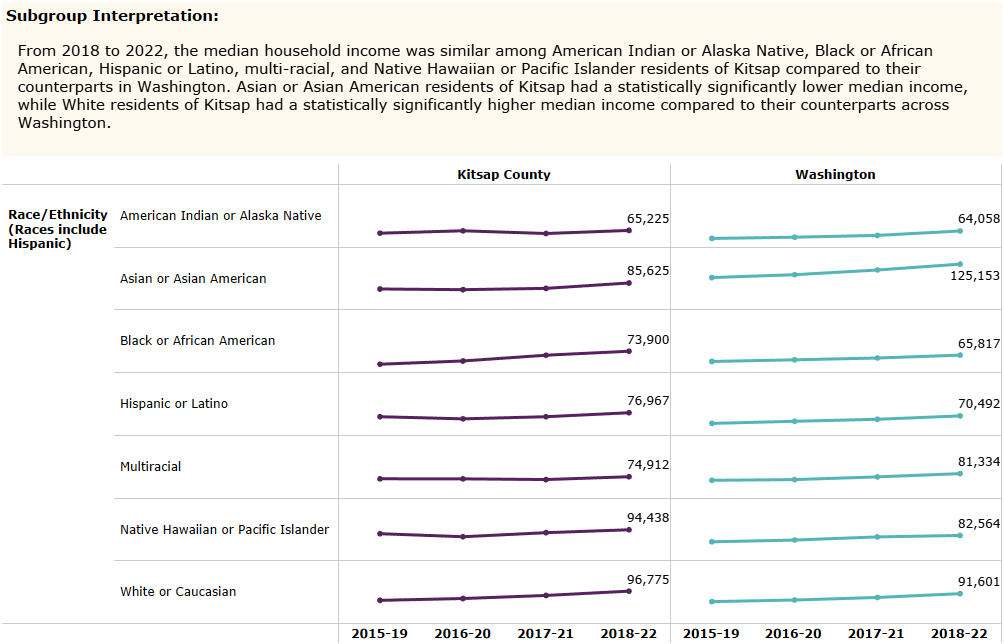 Subgroup Interpretation:
From 2018 to 2022, the median household income was similar among American Indian or Alaska Native, Black or African
American, Hispanic or Latino, multi-racial, and Native Hawaiian or Pacific Islander residents of Kitsap compared to their
counterparts in Washington. Asian or Asian American residents of Kitsap had a statistically significantly lower median income,
while White residents of Kitsap had a statistically significantly higher median income compared to their counterparts across
Washington.
Kitsap County Washington
Race/Ethnicity
(Races include
Hispanic)
American Indian or Alaska Native 65,225 64,058
Asian or Asian American 85,625 125,153
Black or African American 73,900 65,817
Hispanic or Latino 76,967 70,492
Multiracial 74,912 81,334
Native Hawaiian or Pacific Islander 94,438 82,564
White or Caucasian 96,775 91,601
2015-19 2016-20 2017-21 2018-22 2015-19 2016-20 2017-21 2018-22